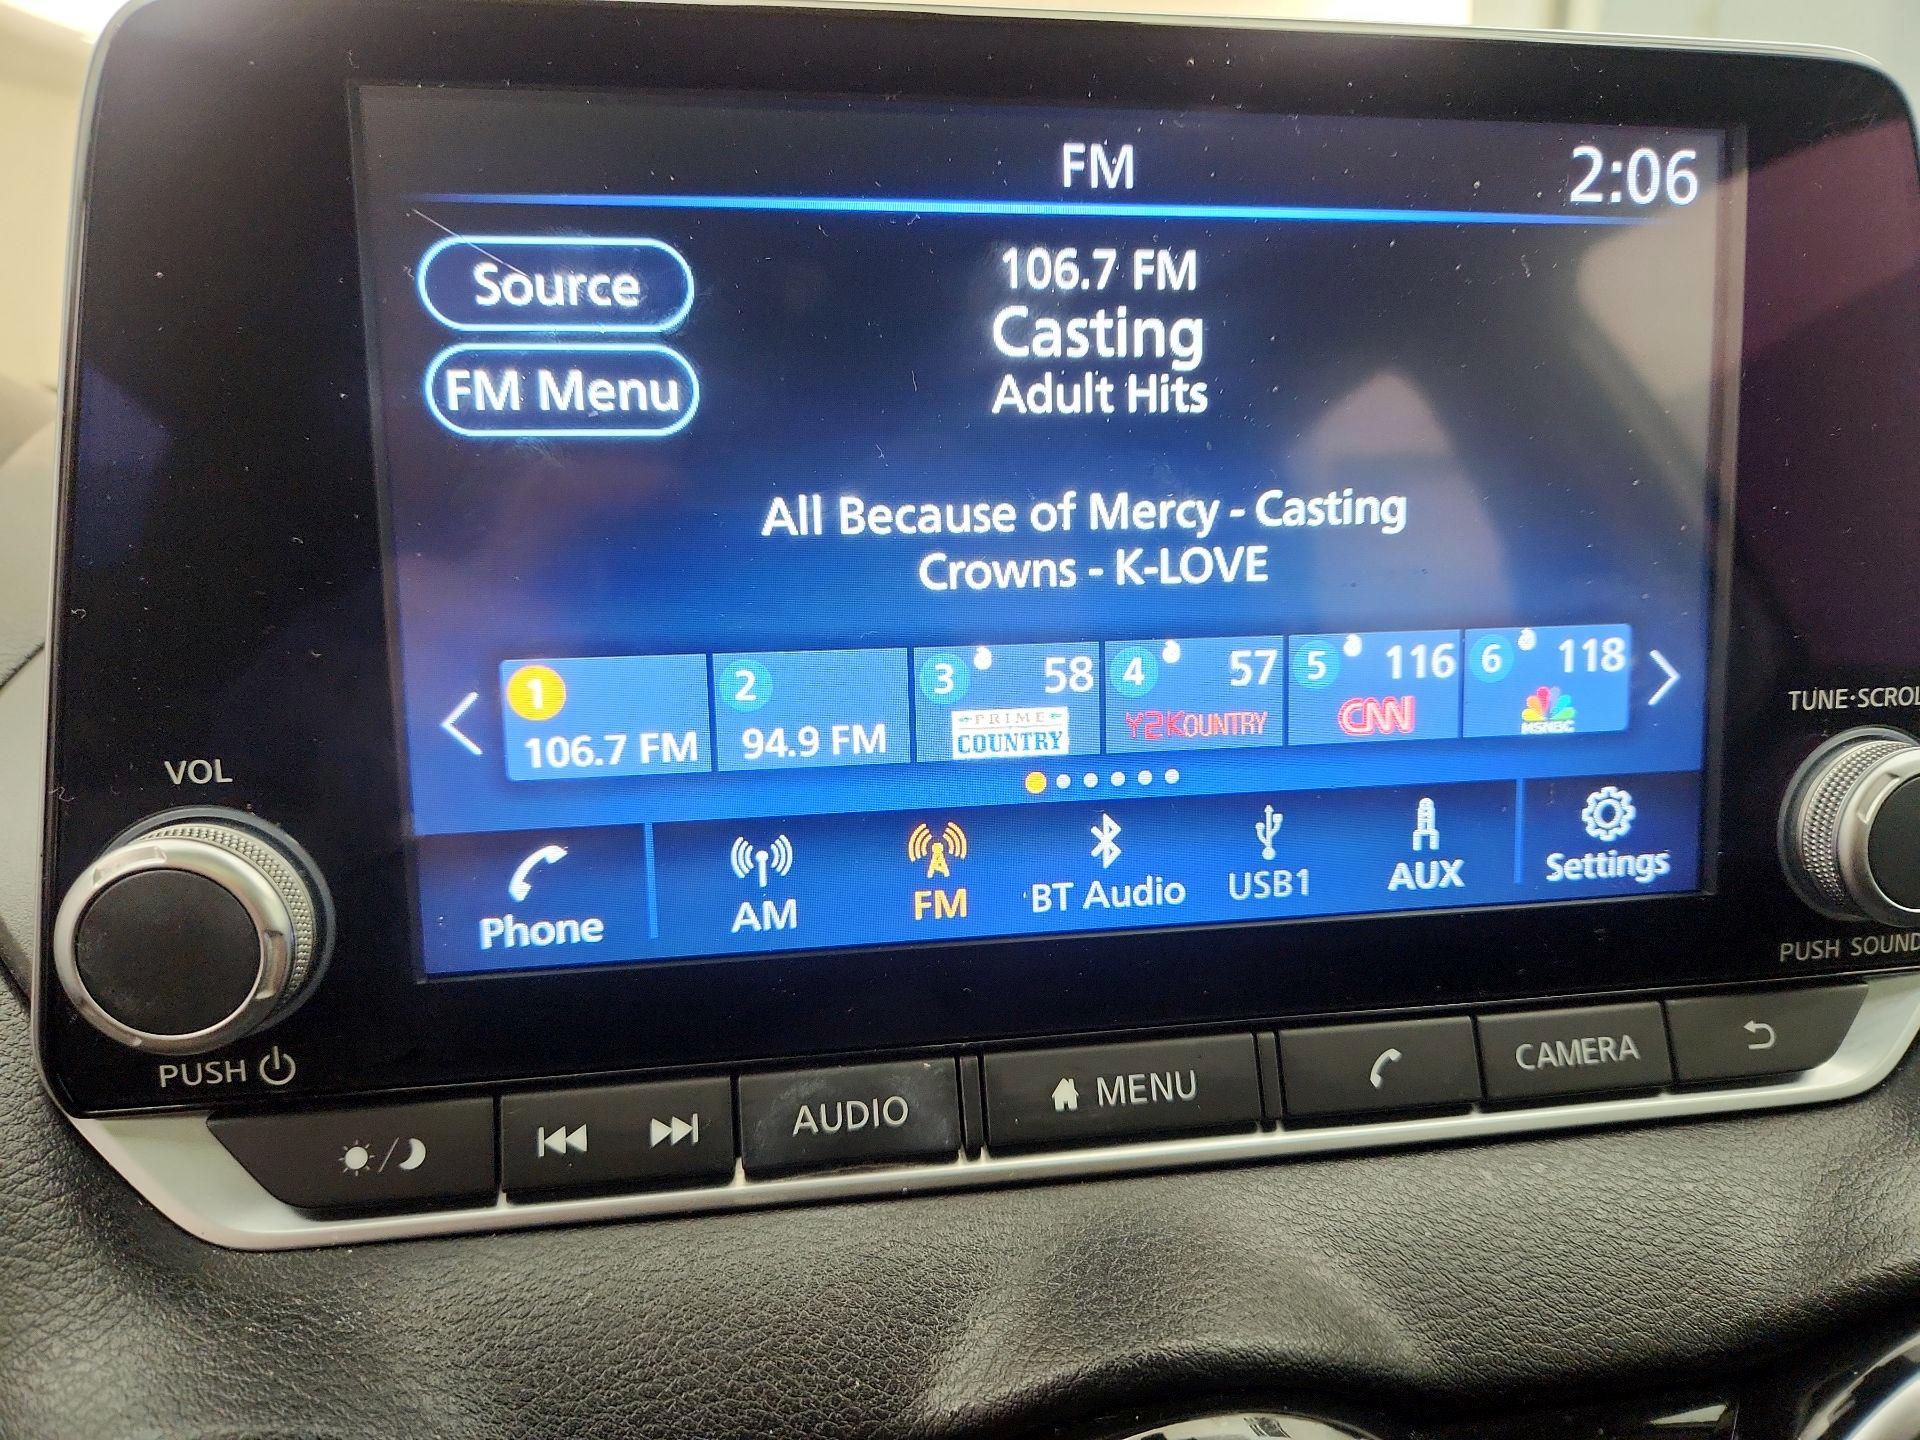 FM
2:06
Source
106.7 FM
Casting
FM Menu
Adult Hits
All Because of Mercy - Casting
Crowns - K-LOVE
1
106.7 FM
2
94.9 FM
3 58
PRIME
COUNTRY
4 57
Y2KOUNTRY
5 116
CNN
6 118
MSNBC
Phone
AM
FM
BT Audio
USB1
AUX
Settings
VOL
PUSH
TUNE·SCROL
PUSH SOUND
AUDIO
MENU
CAMERA